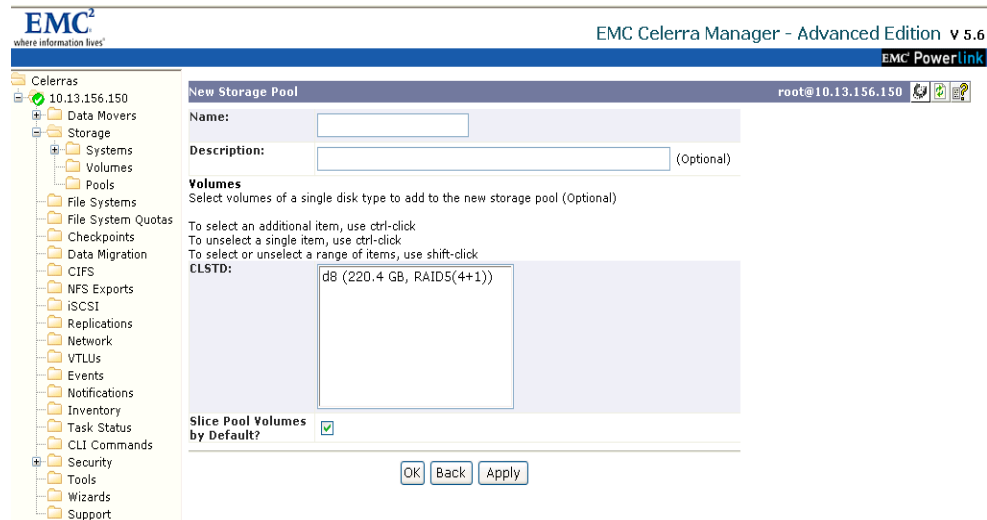 EMC²
where information lives®
EMC Celerra Manager - Advanced Edition v 5.6
EMC² Powerlink
Celerras
10.13.156.150
Data Movers
Storage
Systems
Volumes
Pools
File Systems
File System Quotas
Checkpoints
Data Migration
CIFS
NFS Exports
iSCSI
Replications
Network
VTLUs
Events
Notifications
Inventory
Task Status
CLI Commands
Security
Tools
Wizards
Support
New Storage Pool root@10.13.156.150
Name:
Description: (Optional)
Volumes
Select volumes of a single disk type to add to the new storage pool (Optional)
To select an additional item, use ctrl-click
To unselect a single item, use ctrl-click
To select or unselect a range of items, use shift-click
CLSTD:
d8 (220.4 GB, RAID5(4+1))
Slice Pool Volumes
by Default?
OK Back Apply